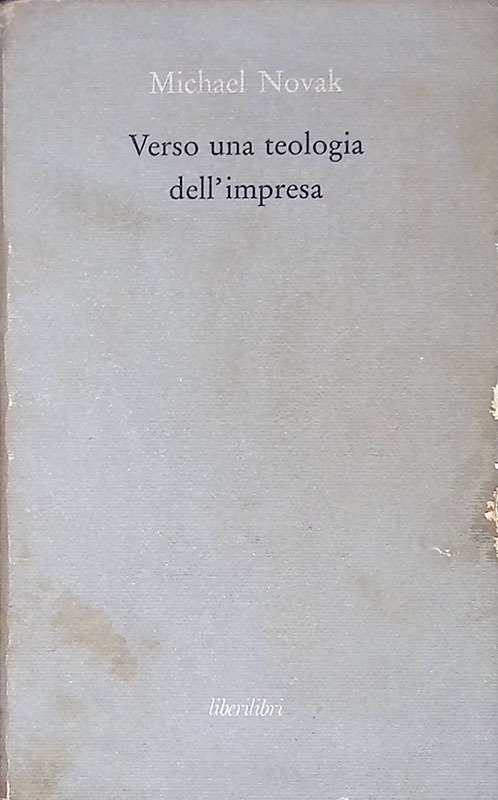 Michael Novak
Verso una teologia
dell'impresa
liberilibri